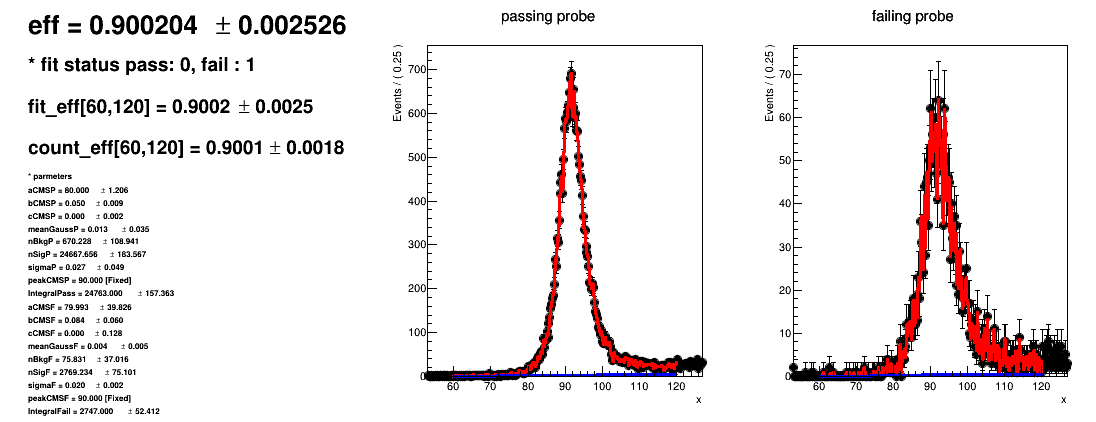 eff = 0.900204 ± 0.002526
* fit status pass: 0, fail : 1
fit_eff[60,120] = 0.9002 ± 0.0025
count_eff[60,120] = 0.9001 ± 0.0018
* parmeters
aCMSP = 80.000 ± 1.206
bCMSP = 0.050 ± 0.009
cCMSP = 0.000 ± 0.002
meanGaussP = 0.013 ± 0.035
nBkgP = 670.228 ± 108.941
nSigP = 24667.656 ± 183.567
sigmaP = 0.027 ± 0.049
peakCMSP = 90.000 [Fixed]
IntegralPass = 24763.000 ± 157.363
aCMSF = 79.993 ± 39.826
bCMSF = 0.084 ± 0.060
cCMSF = 0.000 ± 0.128
meanGaussF = 0.004 ± 0.005
nBkgF = 75.831 ± 37.016
nSigF = 2769.234 ± 75.101
sigmaF = 0.020 ± 0.002
peakCMSF = 90.000 [Fixed]
IntegralFail = 2747.000 ± 52.412
passing probe
Events / ( 0.25 )
700
600
500
400
300
200
100
0
60 70 80 90 100 110 120
x
failing probe
Events / ( 0.25 )
70
60
50
40
30
20
10
0
60 70 80 90 100 110 120
x